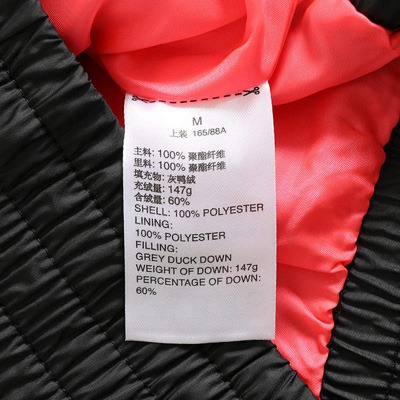 M
上装 165/88A
主料: 100% 聚酯纤维
里料: 100% 聚酯纤维
填充物: 灰鸭绒
充绒量: 147g
含绒量: 60%
SHELL: 100% POLYESTER
LINING:
100% POLYESTER
FILLING:
GREY DUCK DOWN
WEIGHT OF DOWN: 147g
PERCENTAGE OF DOWN:
60%